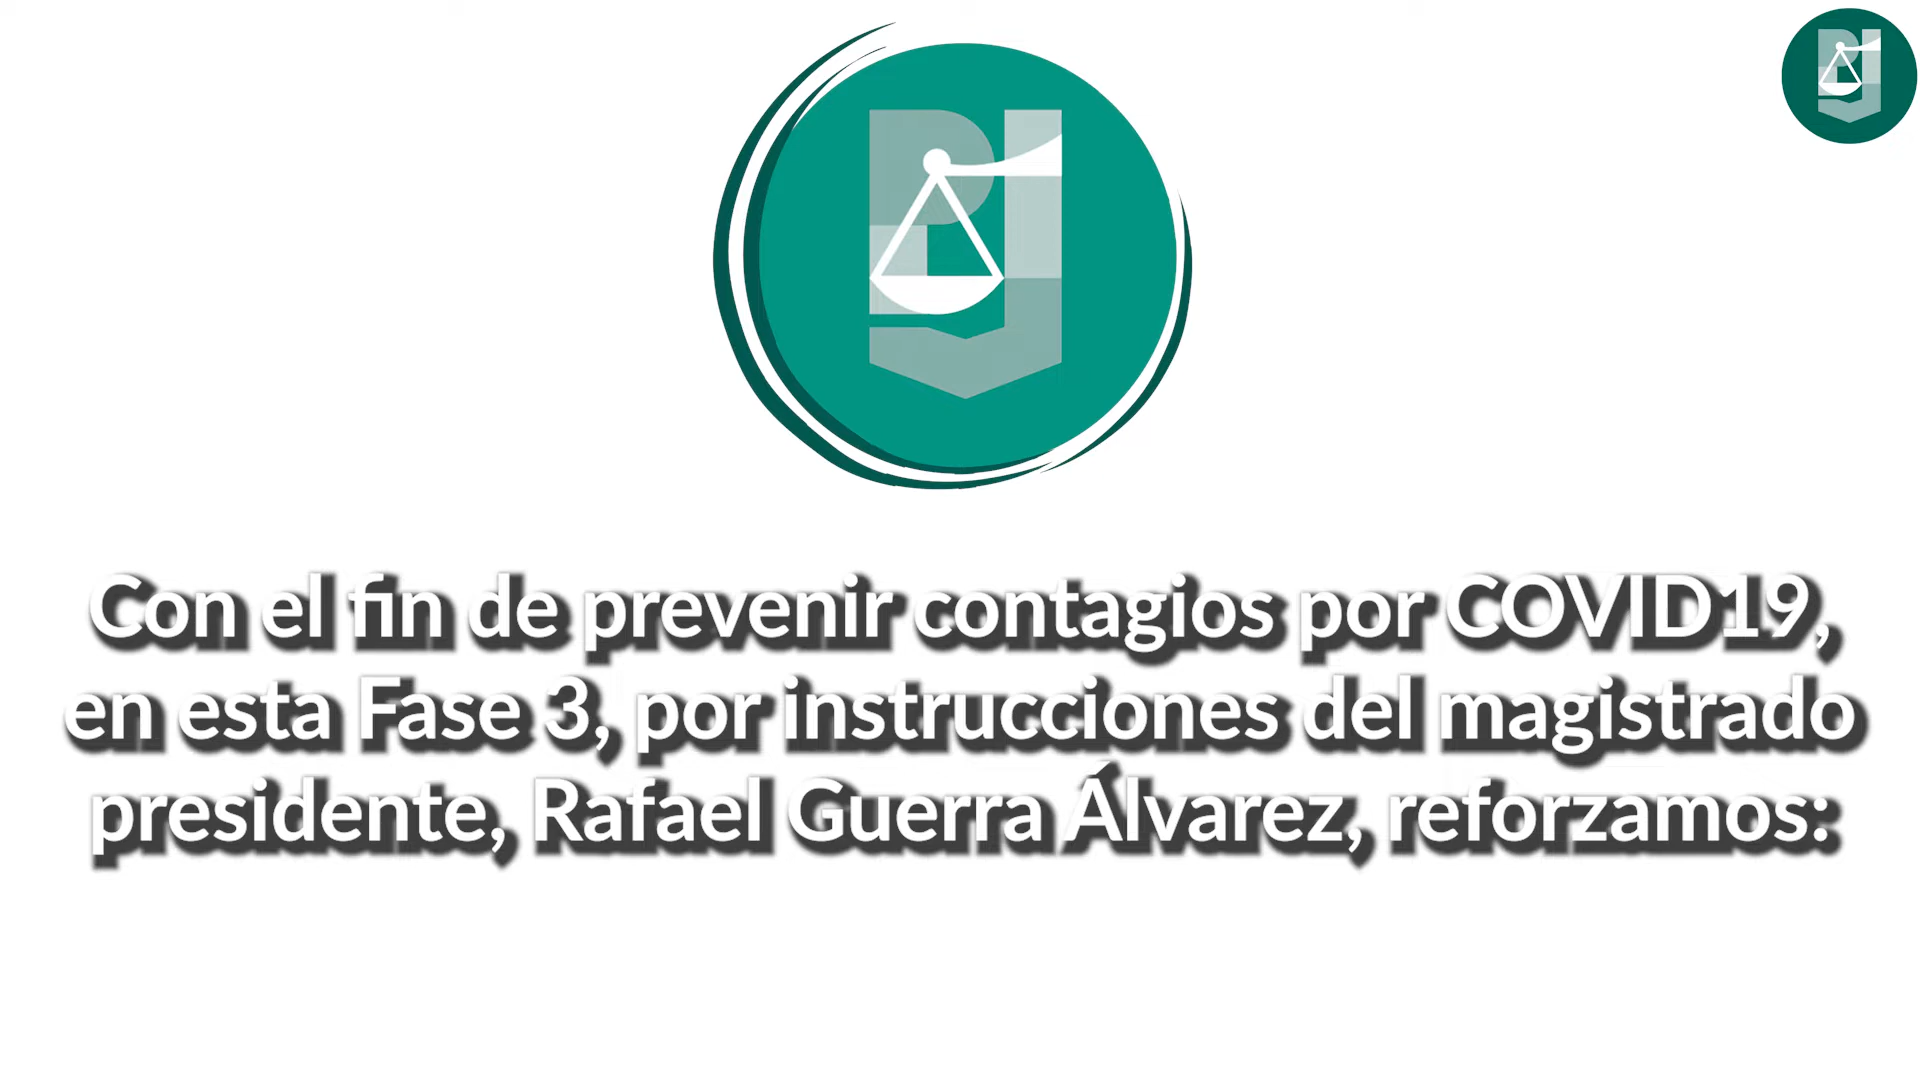 Con el fin de prevenir contagios por COVID19,
en esta Fase 3, por instrucciones del magistrado
presidente, Rafael Guerra Álvarez, reforzamos: